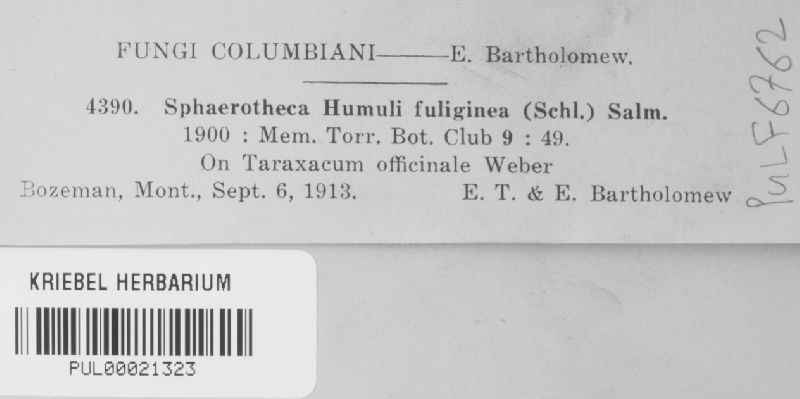 FUNGI COLUMBIANI——E. Bartholomew.
4390. Sphaerotheca Humuli fuliginea (Schl.) Salm.
1900 : Mem. Torr. Bot. Club 9 : 49.
On Taraxacum officinale Weber
Bozeman, Mont., Sept. 6, 1913. E. T. & E. Bartholomew
PULF6762
KRIEBEL HERBARIUM
PUL00021323